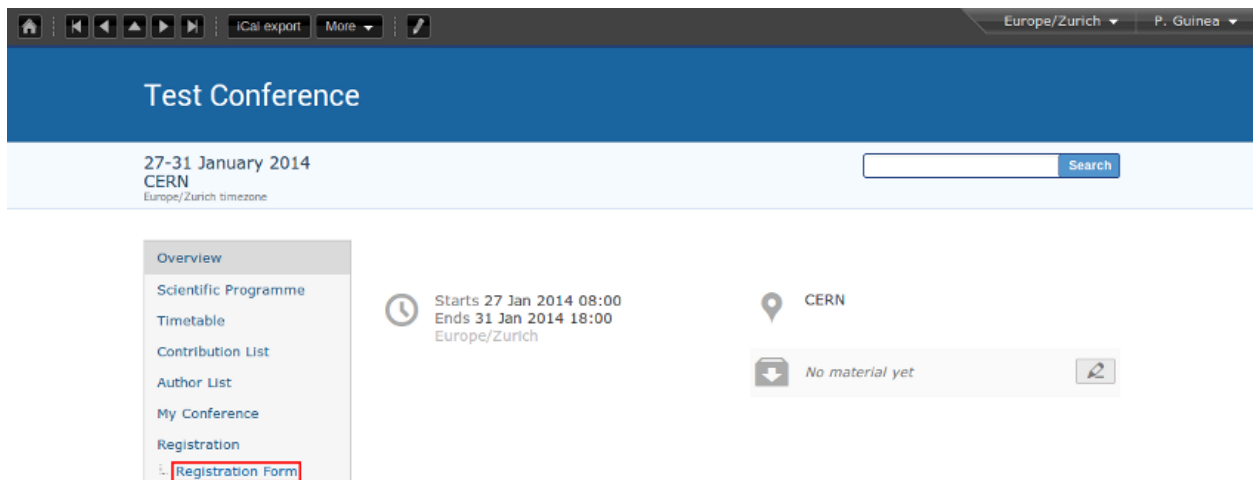 iCal export More
Europe/Zurich P. Guinea
Test Conference
27-31 January 2014
CERN
Europe/Zurich timezone
Search
Overview
Scientific Programme
Timetable
Contribution List
Author List
My Conference
Registration
Registration Form
Starts 27 Jan 2014 08:00
Ends 31 Jan 2014 18:00
Europe/Zurich
CERN
No material yet